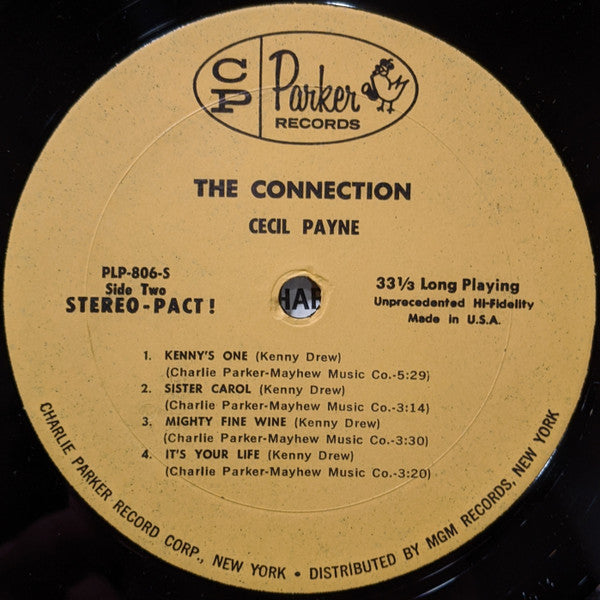 CP
Parker
RECORDS
THE CONNECTION
CECIL PAYNE
PLP-806-S
Side Two
STEREO-PACT!
33⅓ Long Playing
Unprecedented Hi-Fidelity
Made in U.S.A.
HAR
1. KENNY'S ONE (Kenny Drew)
(Charlie Parker-Mayhew Music Co.-5:29)
2. SISTER CAROL (Kenny Drew)
(Charlie Parker-Mayhew Music Co.-3:14)
3. MIGHTY FINE WINE (Kenny Drew)
(Charlie Parker-Mayhew Music Co.-3:30)
4. IT'S YOUR LIFE (Kenny Drew)
(Charlie Parker-Mayhew Music Co.-3:20)
CHARLIE PARKER RECORD CORP., NEW YORK • DISTRIBUTED BY MGM RECORDS, NEW YORK